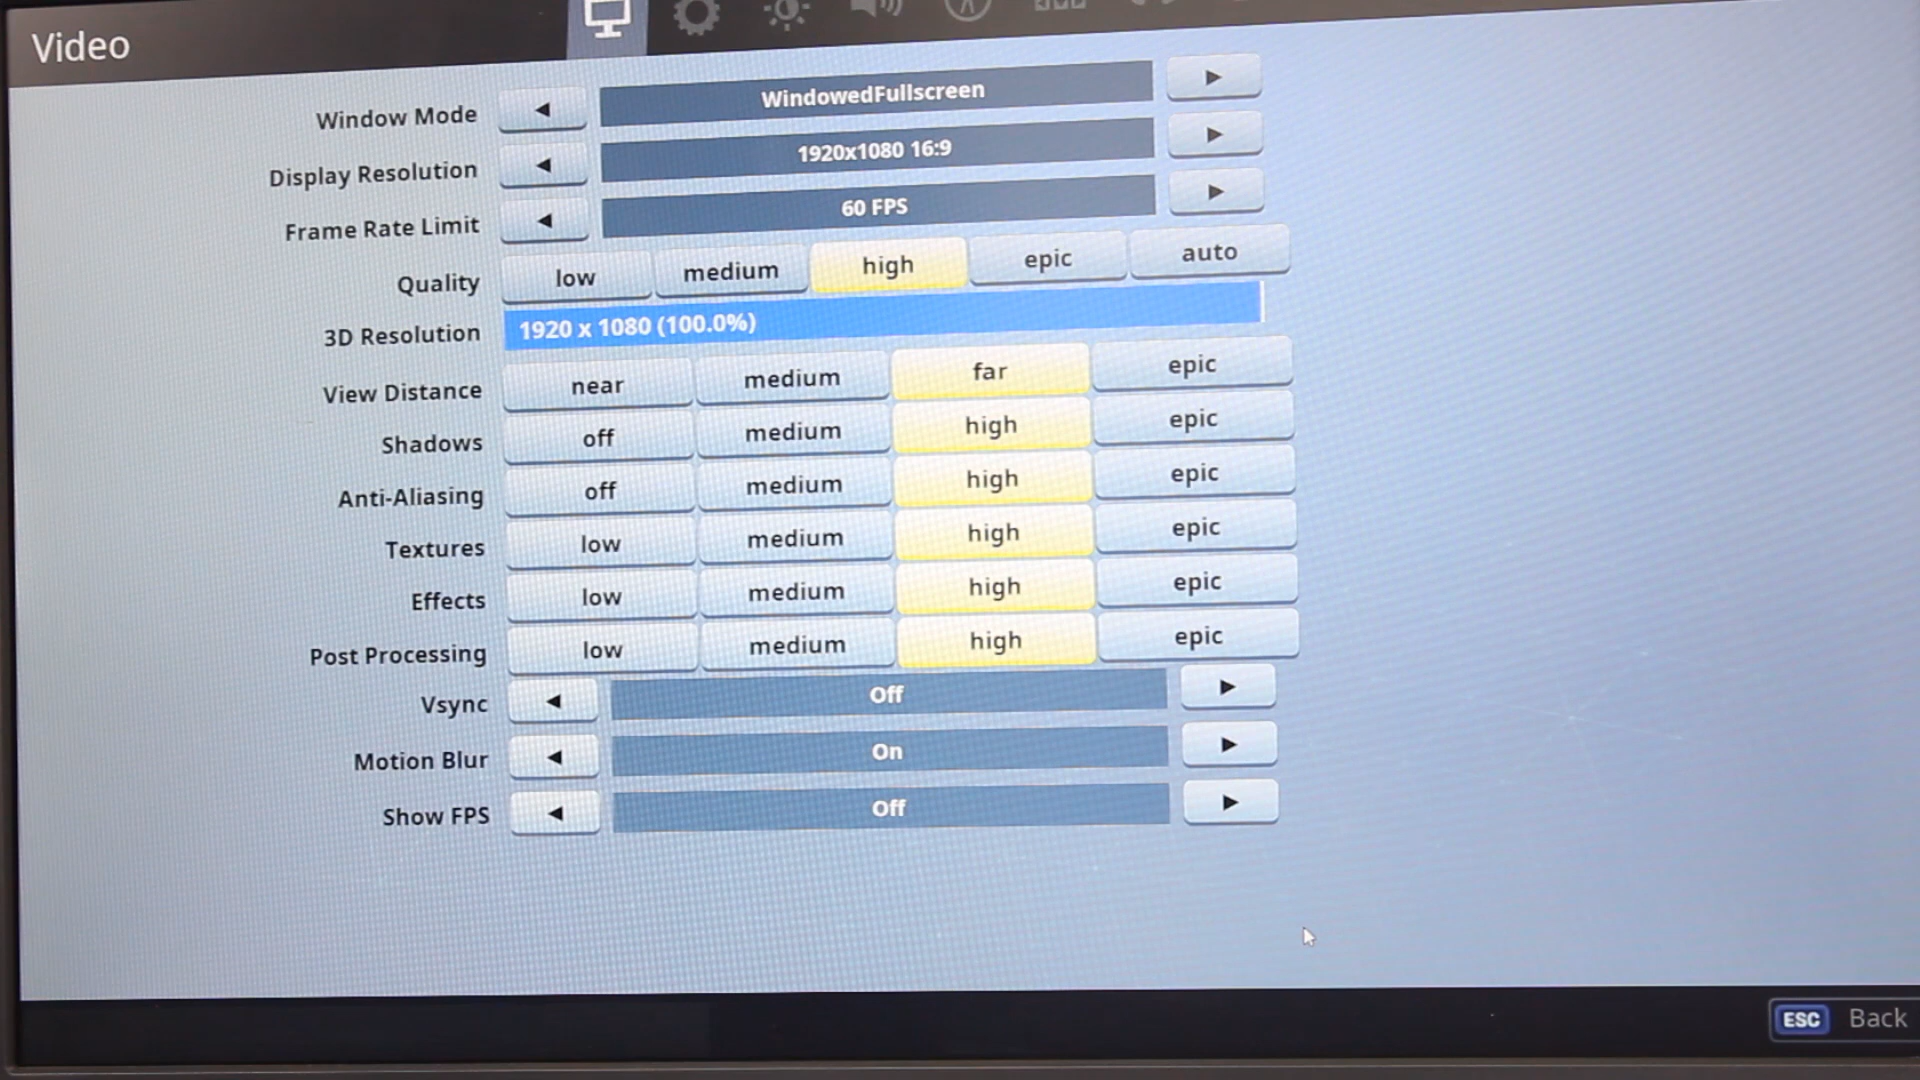 Video
Window Mode ◄ WindowedFullscreen ►
Display Resolution ◄ 1920x1080 16:9 ►
Frame Rate Limit ◄ 60 FPS ►
Quality low medium high epic auto
3D Resolution 1920 x 1080 (100.0%)
View Distance near medium far epic
Shadows off medium high epic
Anti-Aliasing off medium high epic
Textures low medium high epic
Effects low medium high epic
Post Processing low medium high epic
Vsync ◄ Off ►
Motion Blur ◄ On ►
Show FPS ◄ Off ►
ESC Back